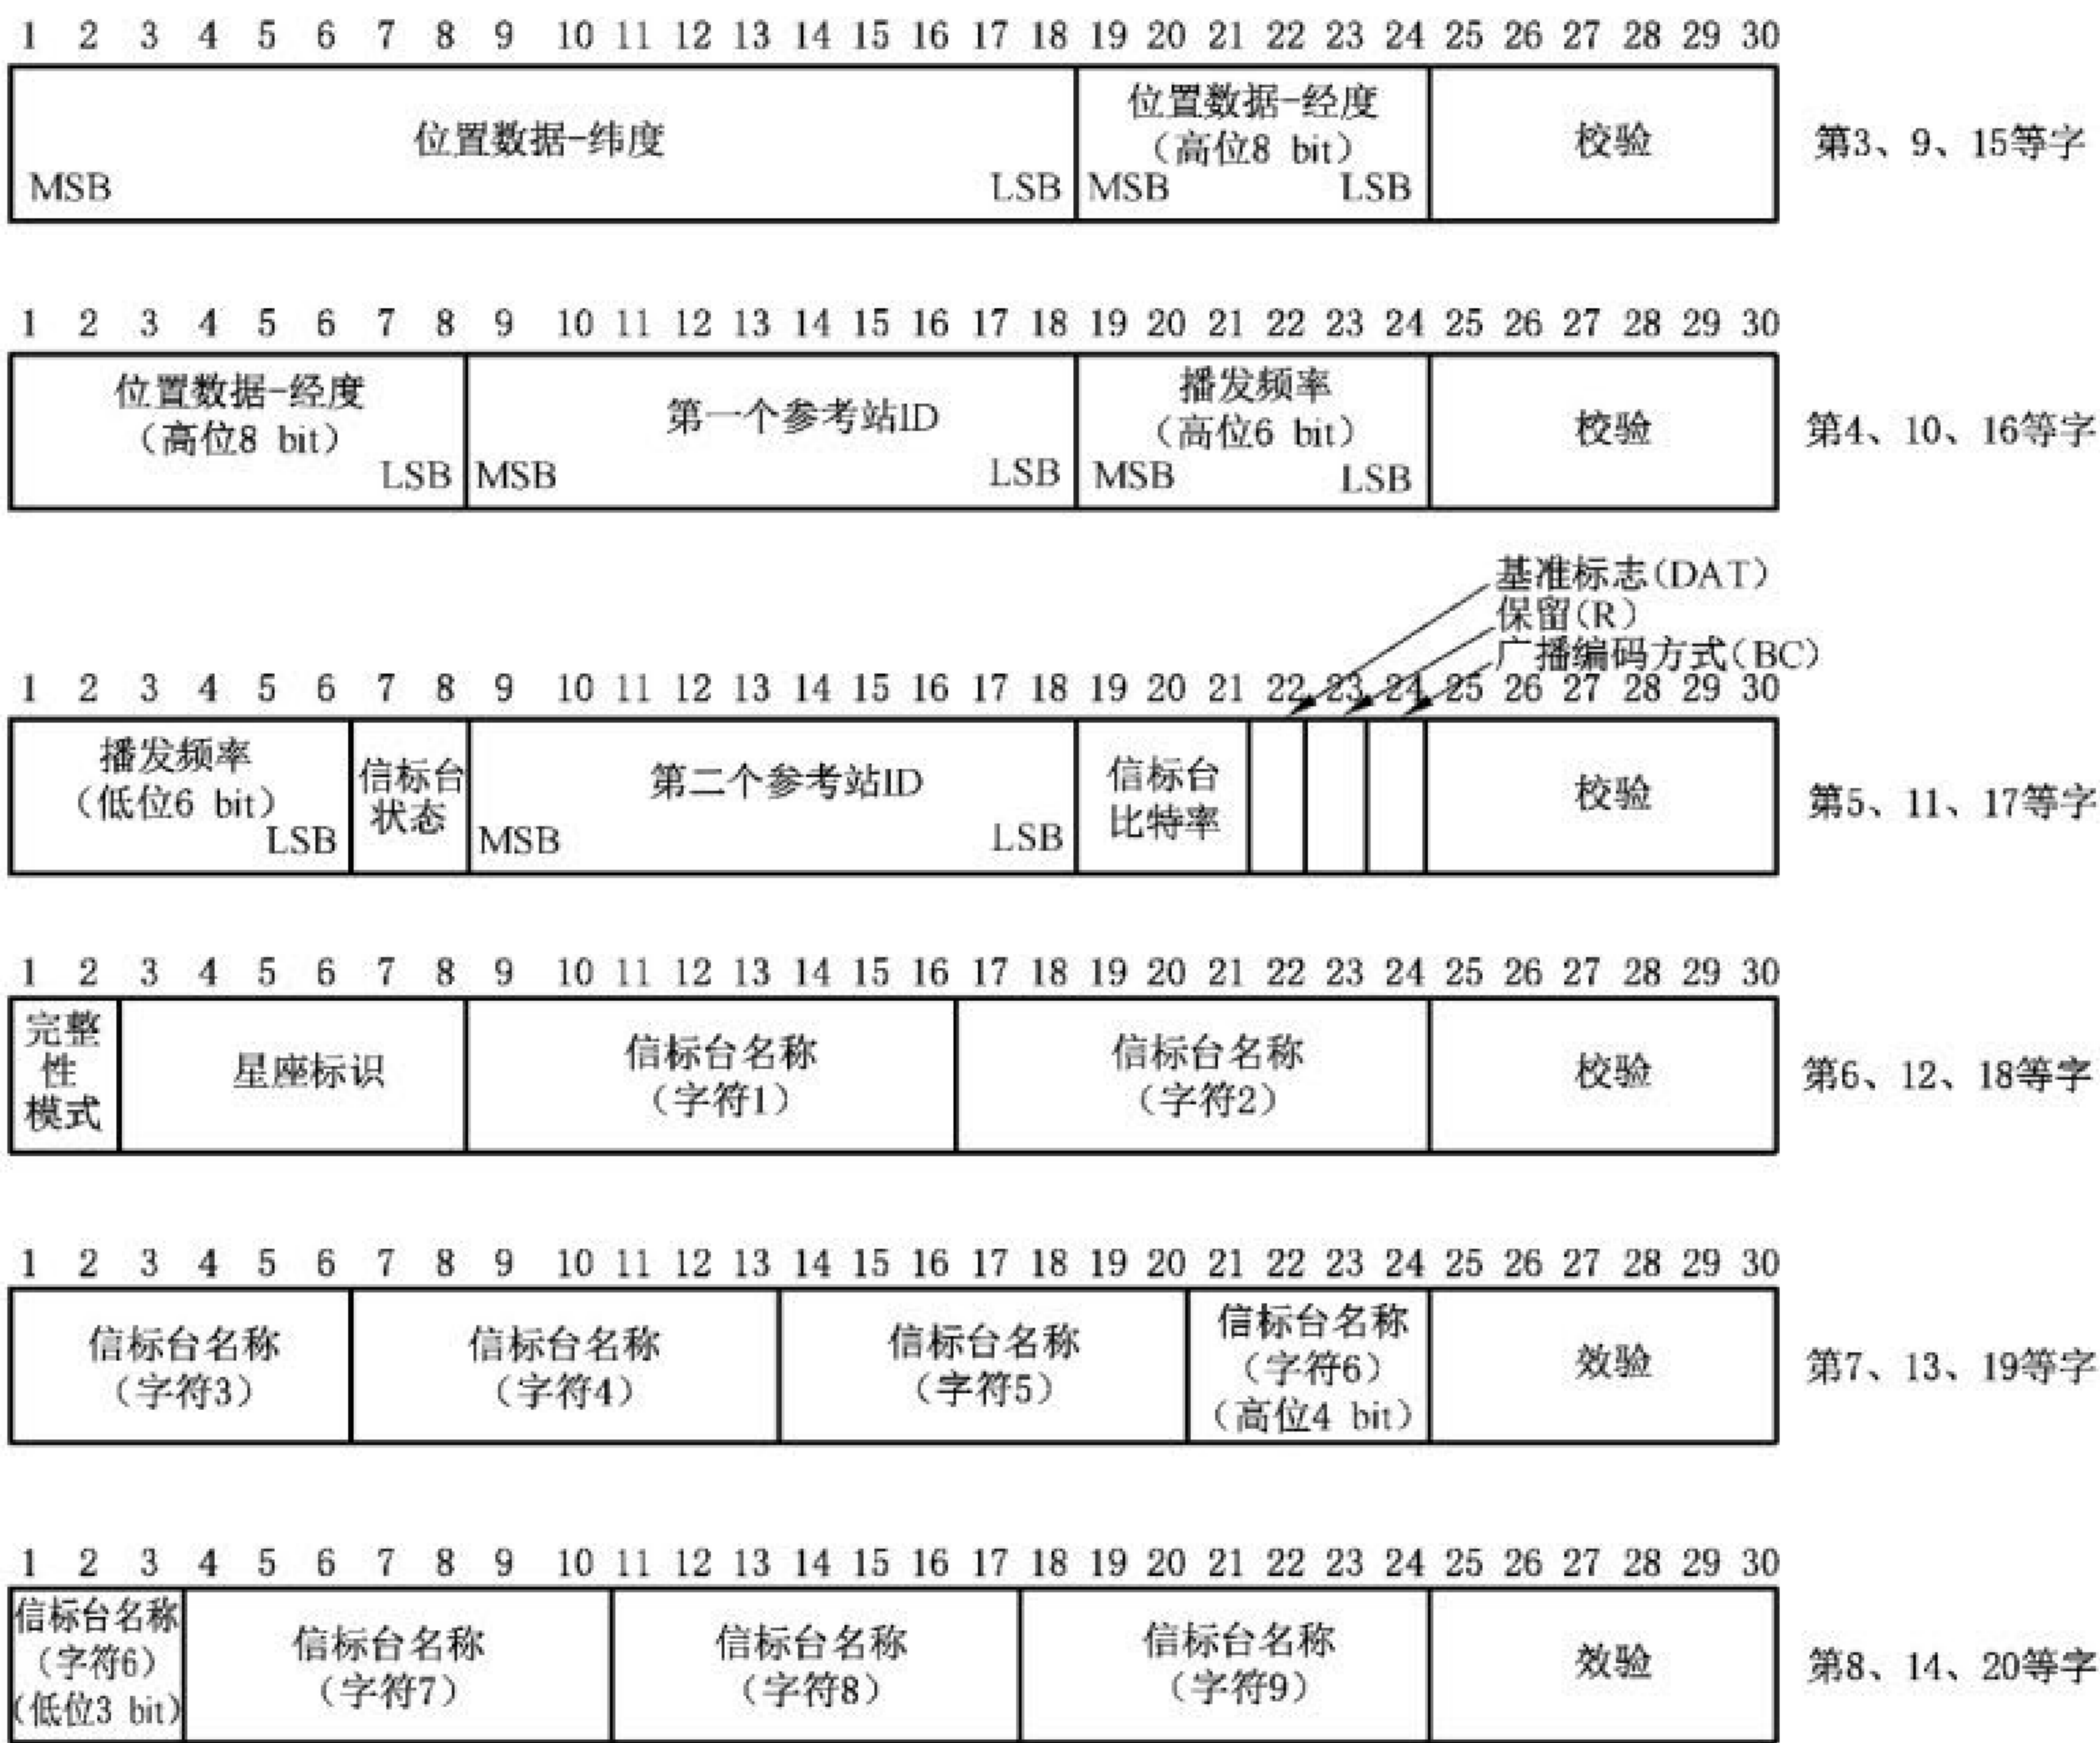 1 2 3 4 5 6 7 8 9 10 11 12 13 14 15 16 17 18 19 20 21 22 23 24 25 26 27 28 29 30
位置数据-纬度
MSB LSB
位置数据-经度
（高位8 bit）
MSB LSB
校验
第3、9、15等字
1 2 3 4 5 6 7 8 9 10 11 12 13 14 15 16 17 18 19 20 21 22 23 24 25 26 27 28 29 30
位置数据-经度
（高位8 bit）
LSB
第一个参考站ID
MSB LSB
播发频率
（高位6 bit）
MSB LSB
校验
第4、10、16等字
基准标志(DAT)
保留(R)
广播编码方式(BC)
1 2 3 4 5 6 7 8 9 10 11 12 13 14 15 16 17 18 19 20 21 22 23 24 25 26 27 28 29 30
播发频率
（低位6 bit）
LSB
信标台
状态
第二个参考站ID
MSB LSB
信标台
比特率
校验
第5、11、17等字
1 2 3 4 5 6 7 8 9 10 11 12 13 14 15 16 17 18 19 20 21 22 23 24 25 26 27 28 29 30
完整
性
模式
星座标识
信标台名称
（字符1）
信标台名称
（字符2）
校验
第6、12、18等字
1 2 3 4 5 6 7 8 9 10 11 12 13 14 15 16 17 18 19 20 21 22 23 24 25 26 27 28 29 30
信标台名称
（字符3）
信标台名称
（字符4）
信标台名称
（字符5）
信标台名称
（字符6）
（高位4 bit）
效验
第7、13、19等字
1 2 3 4 5 6 7 8 9 10 11 12 13 14 15 16 17 18 19 20 21 22 23 24 25 26 27 28 29 30
信标台名称
（字符6）
（低位3 bit）
信标台名称
（字符7）
信标台名称
（字符8）
信标台名称
（字符9）
效验
第8、14、20等字